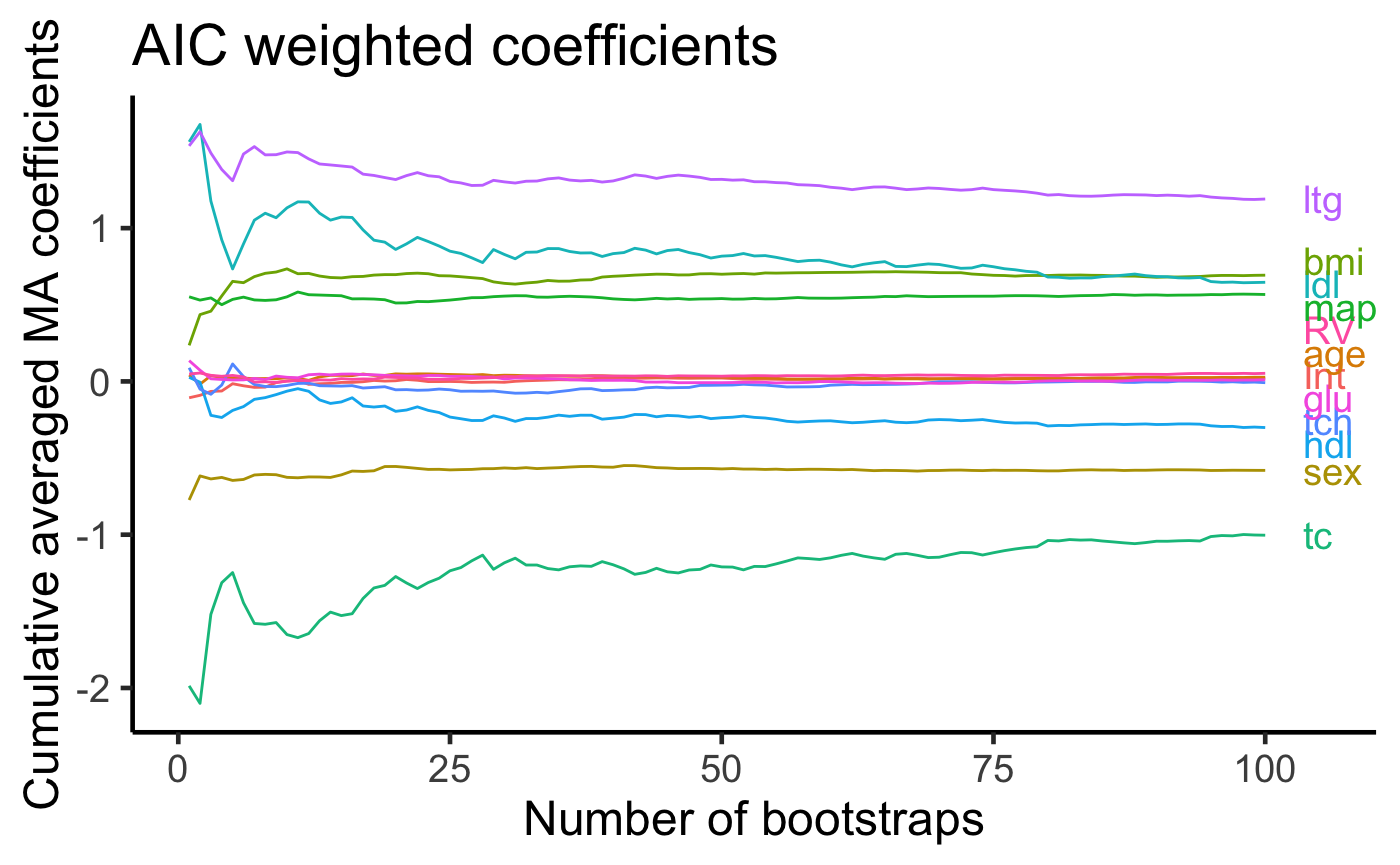 AIC weighted coefficients
Cumulative averaged MA coefficients
1
0
-1
-2
0 25 50 75 100
Number of bootstraps
ltg
bmi
ldl
map
RV
age
int
glu
tch
hdl
sex
tc